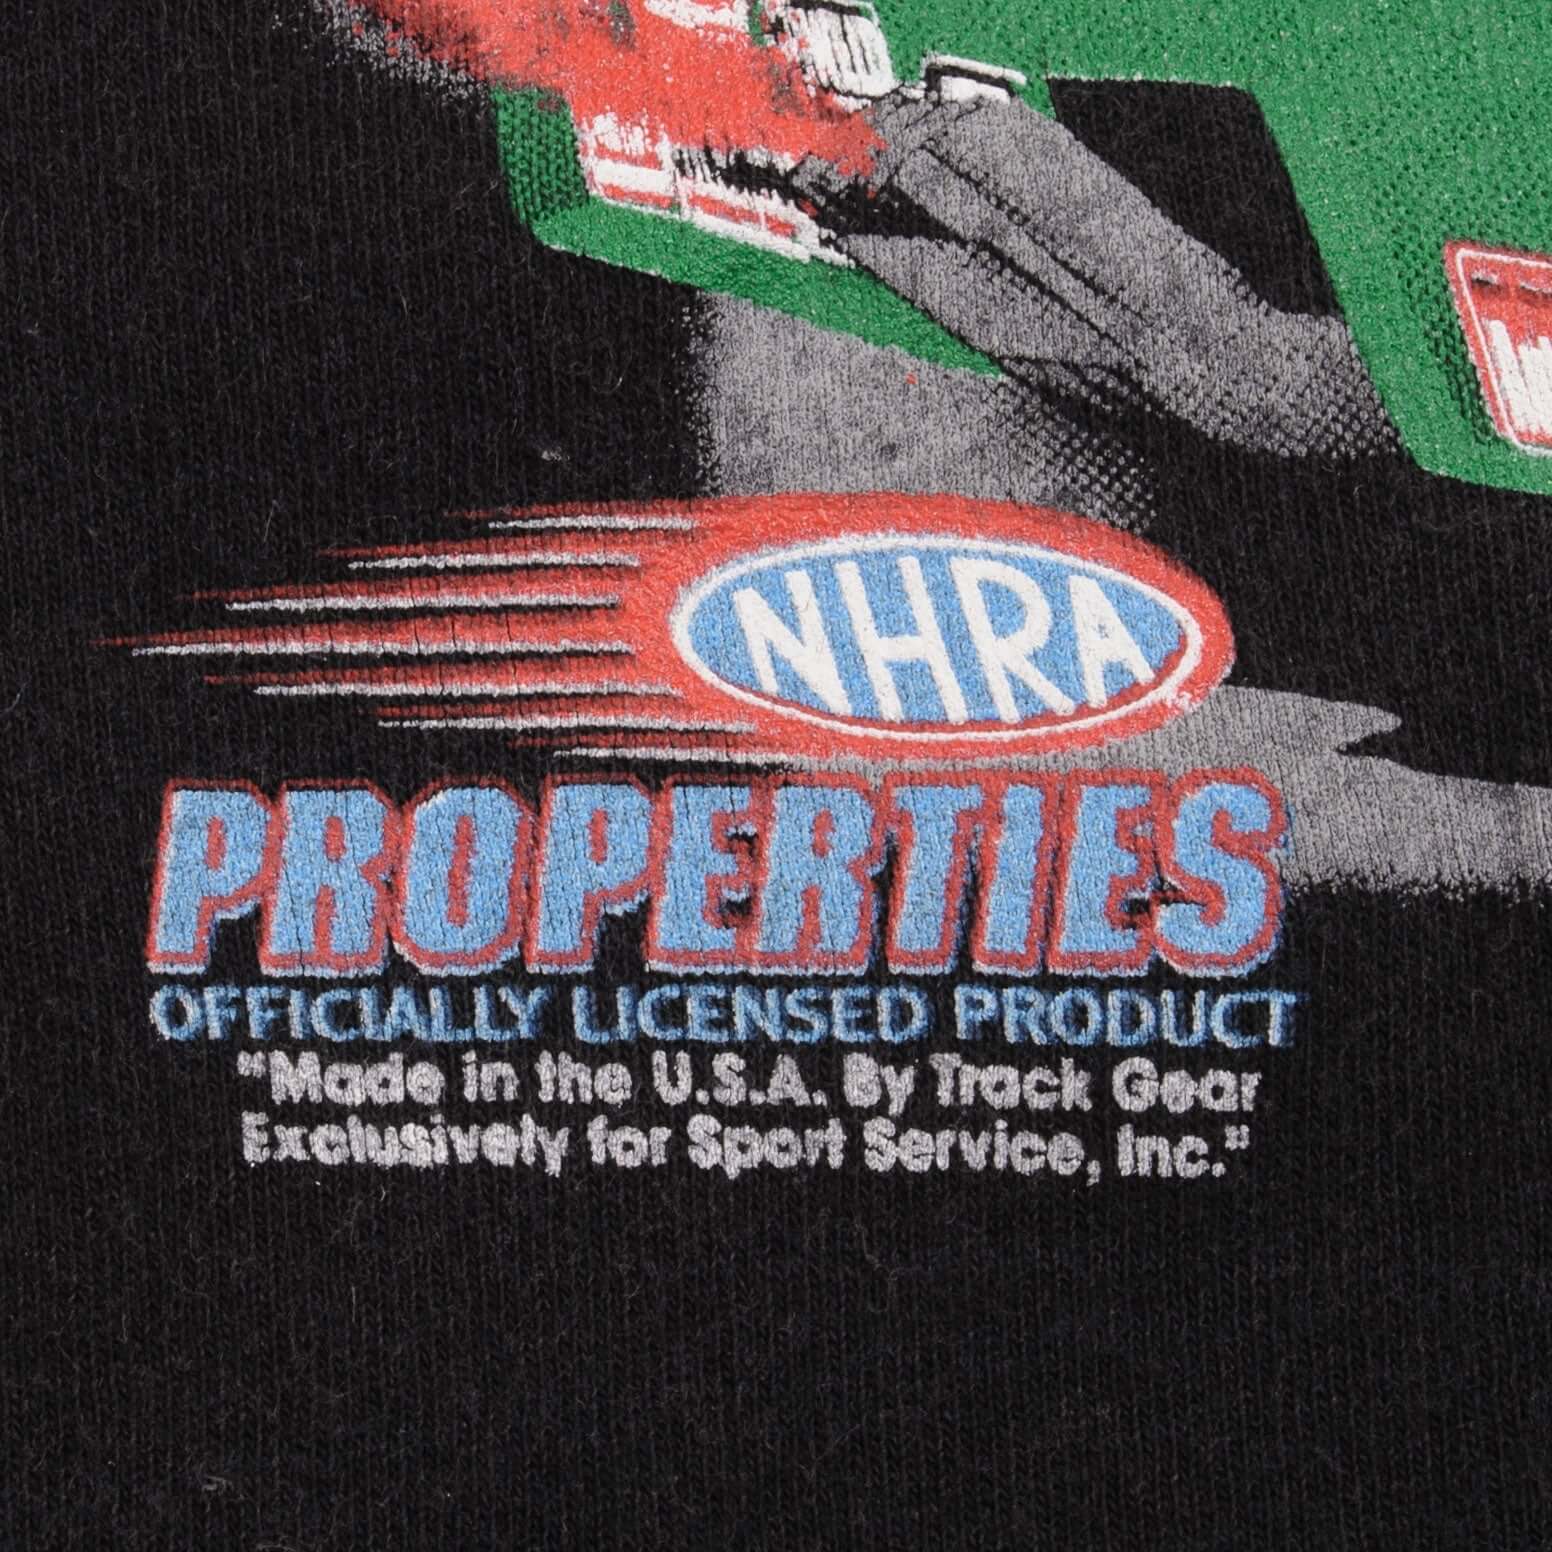 NHRA
PROPERTIES
OFFICIALLY LICENSED PRODUCT
"Made in the U.S.A. By Track Gear
Exclusively for Sport Service, Inc."